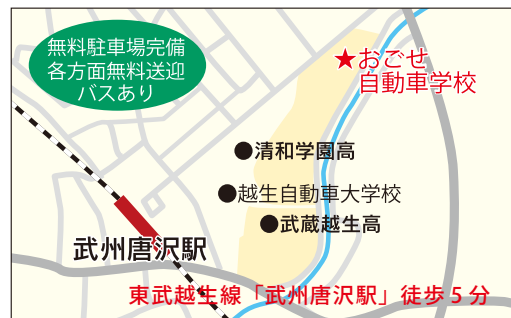 無料駐車場完備
各方面無料送迎
バスあり
★おごせ
自動車学校
●清和学園高
●越生自動車大学校
●武蔵越生高
武州唐沢駅
東武越生線「武州唐沢駅」徒歩5分